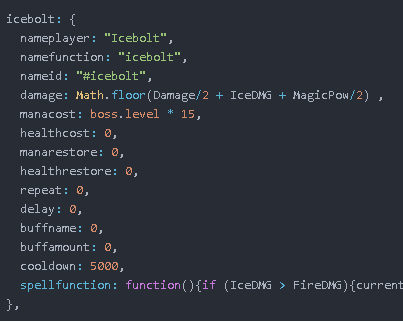 icebolt: {
nameplayer: "Icebolt",
namefunction: "icebolt",
nameid: "#icebolt",
damage: Math.floor(Damage/2 + IceDMG + MagicPow/2) ,
manacost: boss.level * 15,
healthcost: 0,
manarestore: 0,
healthrestore: 0,
repeat: 0,
delay: 0,
buffname: 0,
buffamount: 0,
cooldown: 5000,
spellfunction: function(){if (IceDMG > FireDMG){current
},